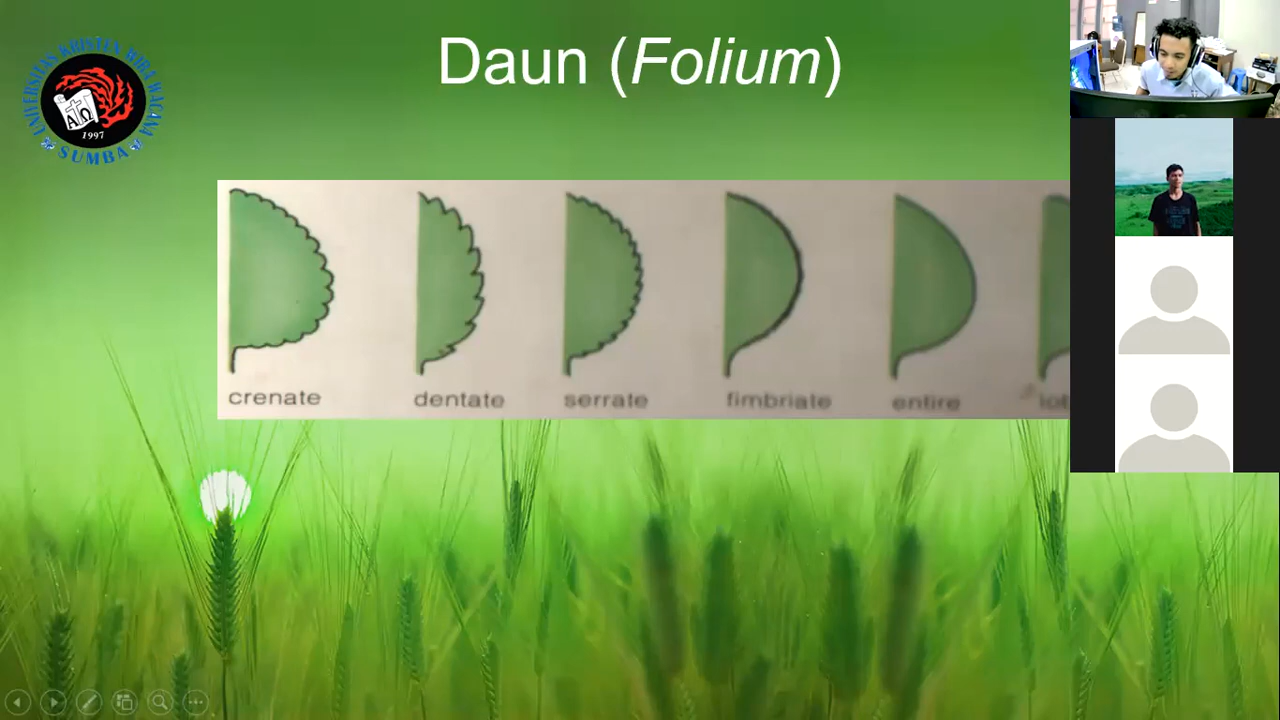 Daun (Folium)
UNIVERSITAS KRISTEN WIRA WACANA
SUMBA
A Ω
1997
crenate dentate serrate fimbriate entire